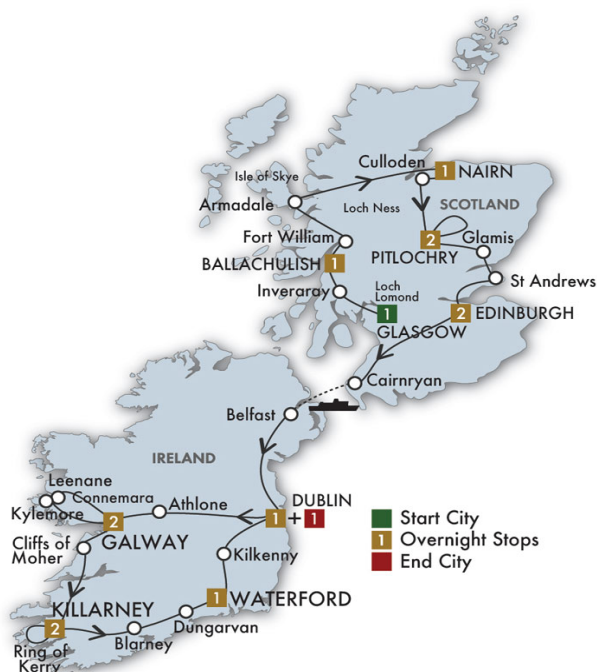 Culloden
1 NAIRN
Isle of Skye
Armadale
Loch Ness
SCOTLAND
Fort William
2
Glamis
PITLOCHRY
BALLACHULISH 1
St Andrews
Inveraray
Loch
Lomond
1
GLASGOW
2 EDINBURGH
Cairnryan
Belfast
IRELAND
Leenane
Connemara
Kylemore
Athlone
DUBLIN
1 + 1
2
GALWAY
Cliffs of
Moher
Kilkenny
KILLARNEY
2
1 WATERFORD
Dungarvan
Blarney
Ring of
Kerry
Start City
1 Overnight Stops
End City